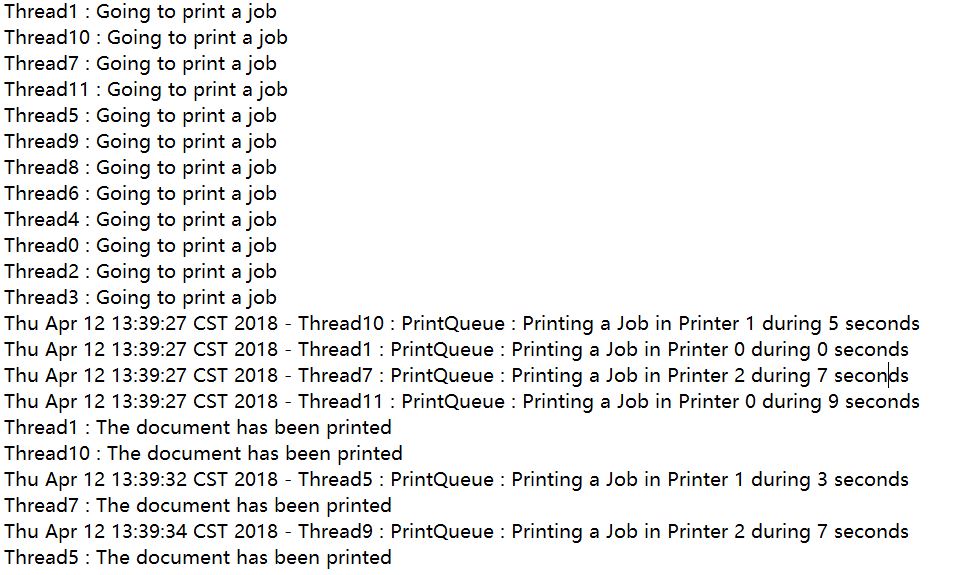 Thread1 : Going to print a job
Thread10 : Going to print a job
Thread7 : Going to print a job
Thread11 : Going to print a job
Thread5 : Going to print a job
Thread9 : Going to print a job
Thread8 : Going to print a job
Thread6 : Going to print a job
Thread4 : Going to print a job
Thread0 : Going to print a job
Thread2 : Going to print a job
Thread3 : Going to print a job
Thu Apr 12 13:39:27 CST 2018 - Thread10 : PrintQueue : Printing a Job in Printer 1 during 5 seconds
Thu Apr 12 13:39:27 CST 2018 - Thread1 : PrintQueue : Printing a Job in Printer 0 during 0 seconds
Thu Apr 12 13:39:27 CST 2018 - Thread7 : PrintQueue : Printing a Job in Printer 2 during 7 seconds
Thu Apr 12 13:39:27 CST 2018 - Thread11 : PrintQueue : Printing a Job in Printer 0 during 9 seconds
Thread1 : The document has been printed
Thread10 : The document has been printed
Thu Apr 12 13:39:32 CST 2018 - Thread5 : PrintQueue : Printing a Job in Printer 1 during 3 seconds
Thread7 : The document has been printed
Thu Apr 12 13:39:34 CST 2018 - Thread9 : PrintQueue : Printing a Job in Printer 2 during 7 seconds
Thread5 : The document has been printed